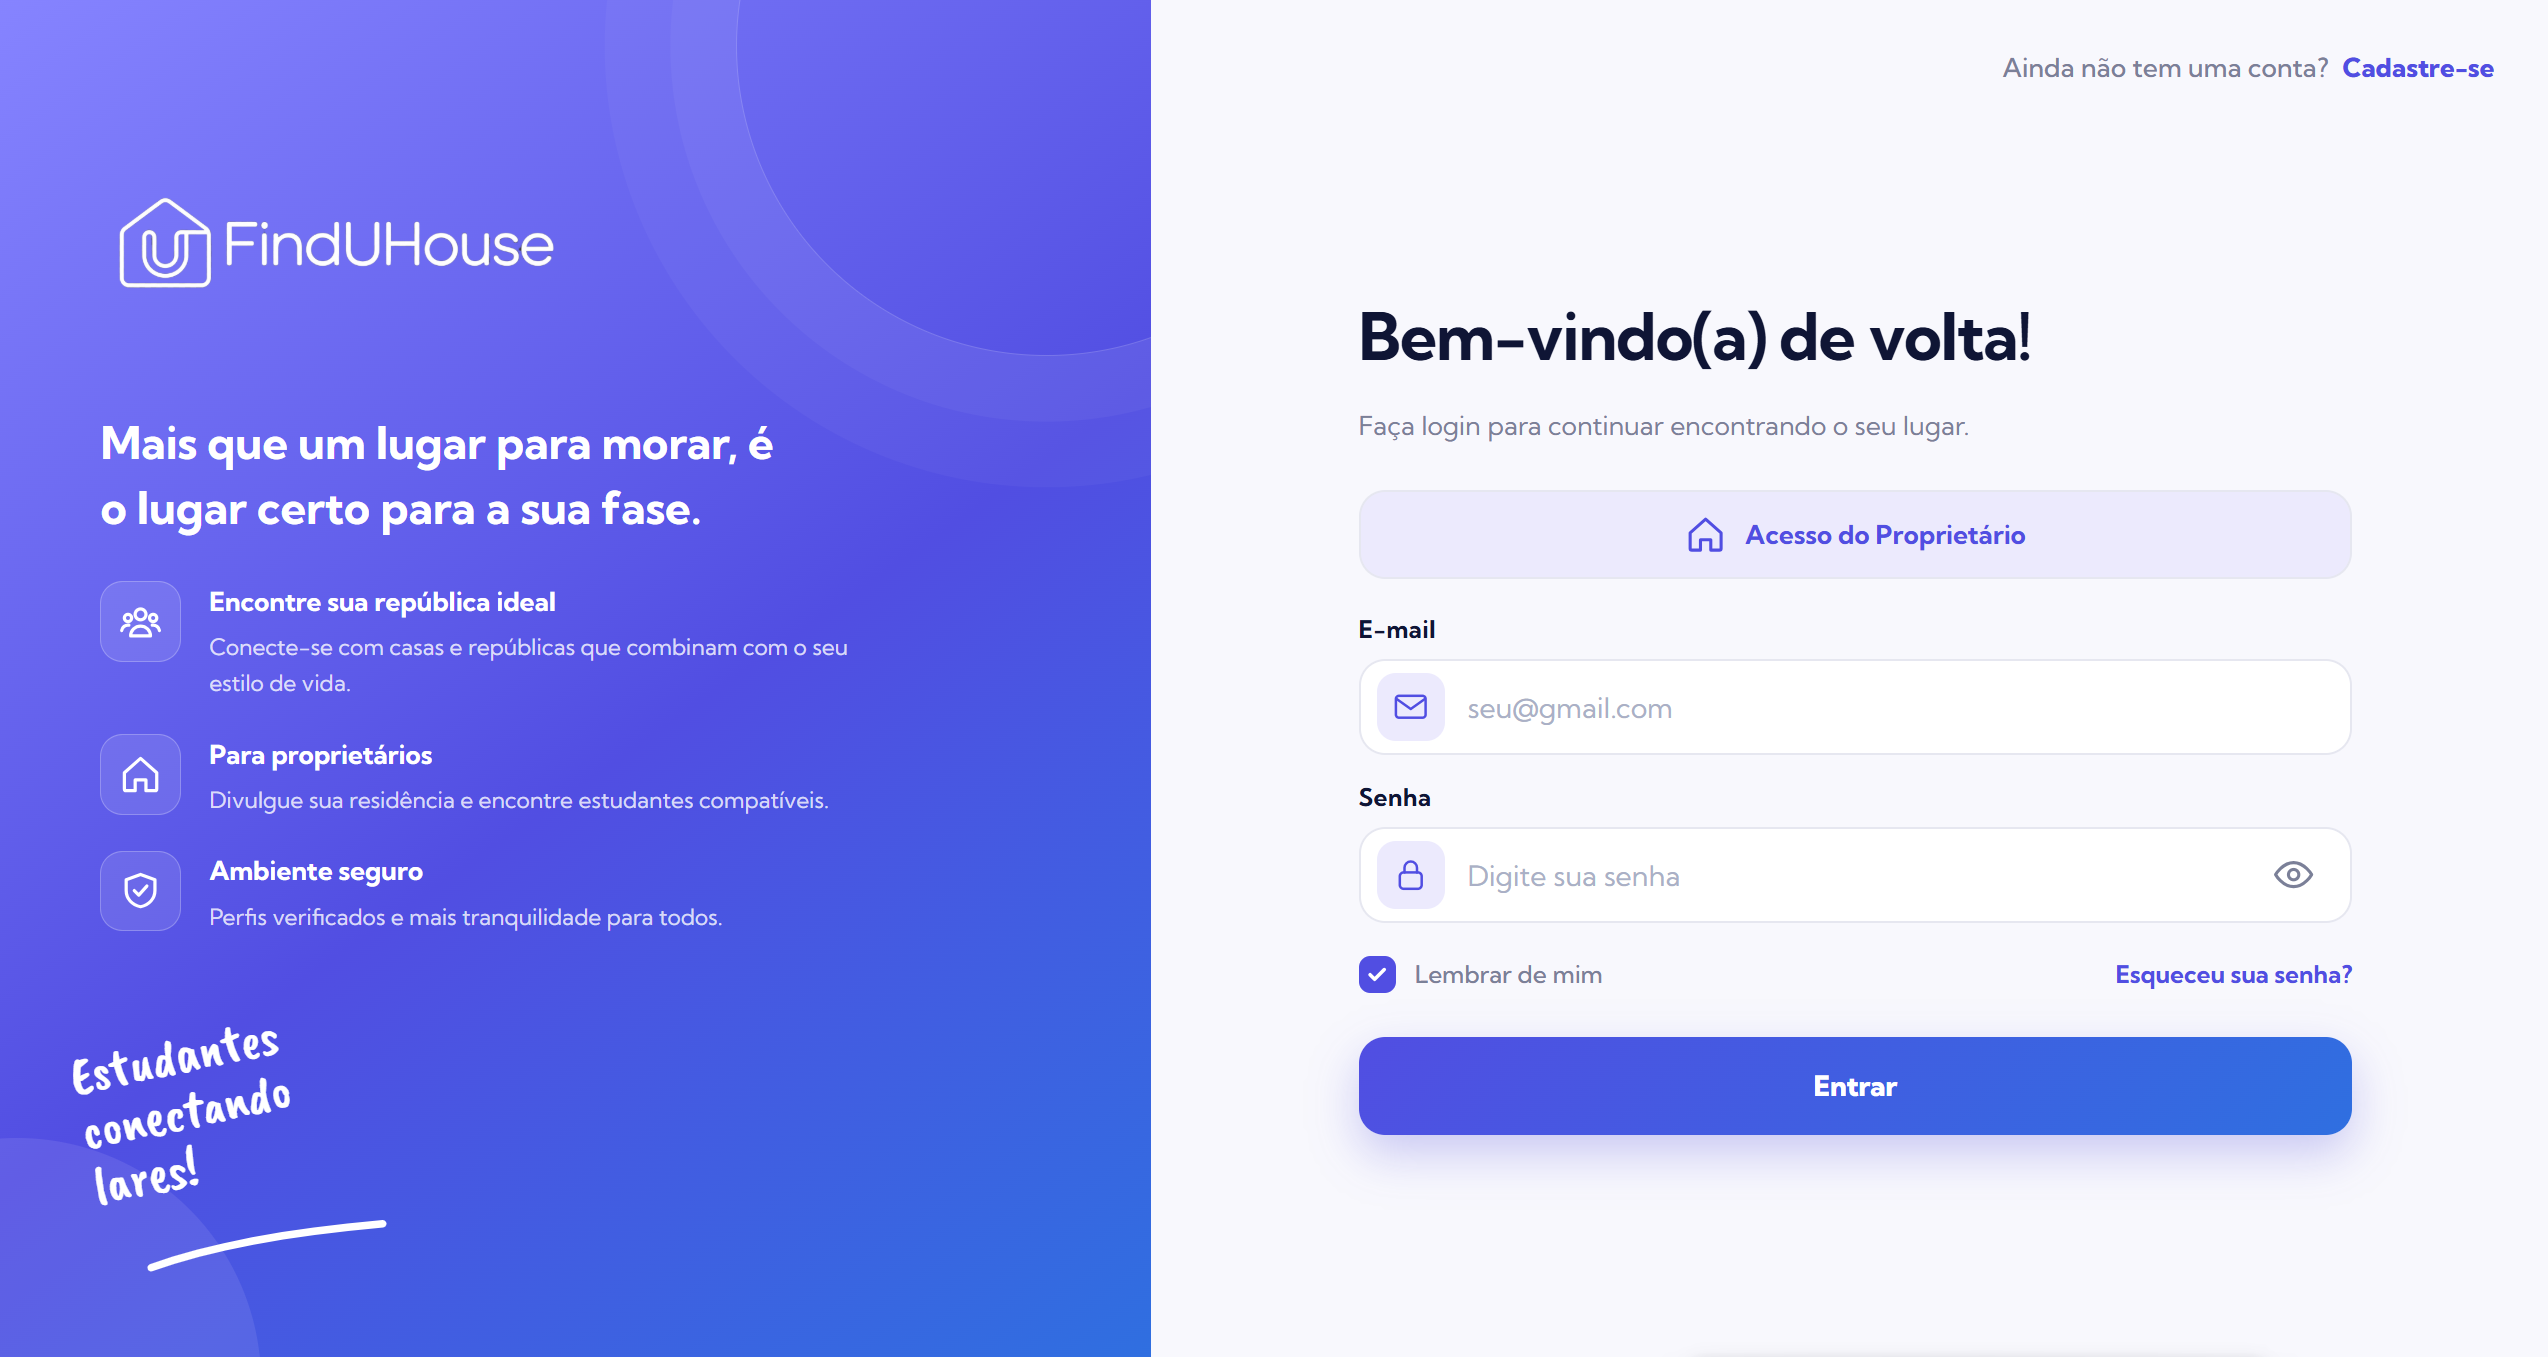 FindUHouse
Mais que um lugar para morar, é
o lugar certo para a sua fase.
Encontre sua república ideal
Conecte-se com casas e repúblicas que combinam com o seu
estilo de vida.
Para proprietários
Divulgue sua residência e encontre estudantes compatíveis.
Ambiente seguro
Perfis verificados e mais tranquilidade para todos.
Estudantes
conectando
lares!
Ainda não tem uma conta? Cadastre-se
Bem-vindo(a) de volta!
Faça login para continuar encontrando o seu lugar.
Acesso do Proprietário
E-mail
seu@gmail.com
Senha
Digite sua senha
Lembrar de mim
Esqueceu sua senha?
Entrar